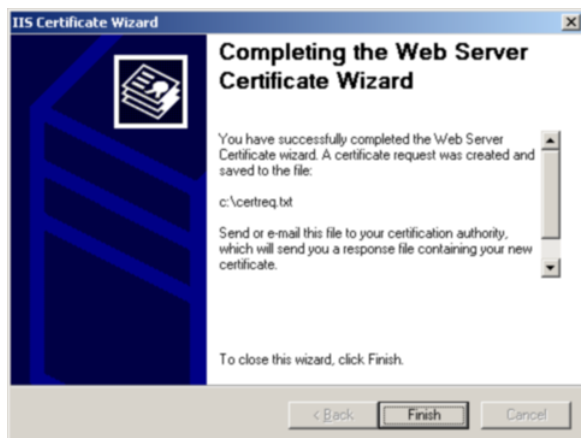 IIS Certificate Wizard
Completing the Web Server
Certificate Wizard
You have successfully completed the Web Server
Certificate wizard. A certificate request was created and
saved to the file:
c:\certreq.txt
Send or e-mail this file to your certification authority,
which will send you a response file containing your new
certificate.
To close this wizard, click Finish.
< Back
Finish
Cancel